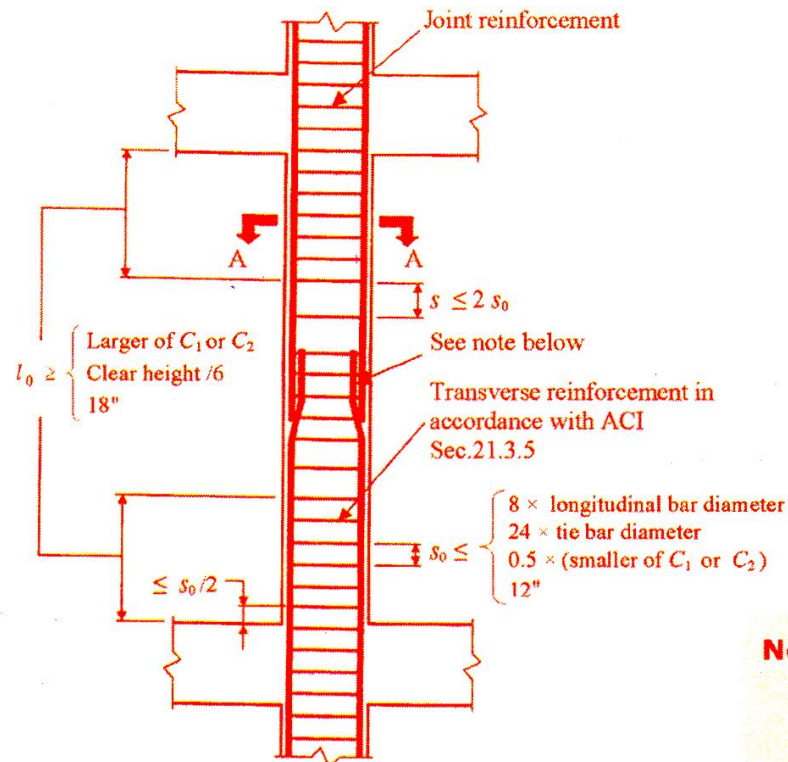 Joint reinforcement
A
A
s ≤ 2 s₀
l₀ ≥
Larger of C₁ or C₂
Clear height /6
18"
See note below
Transverse reinforcement in
accordance with ACI
Sec.21.3.5
s₀ ≤
8 × longitudinal bar diameter
24 × tie bar diameter
0.5 × (smaller of C₁ or C₂)
12"
≤ s₀/2